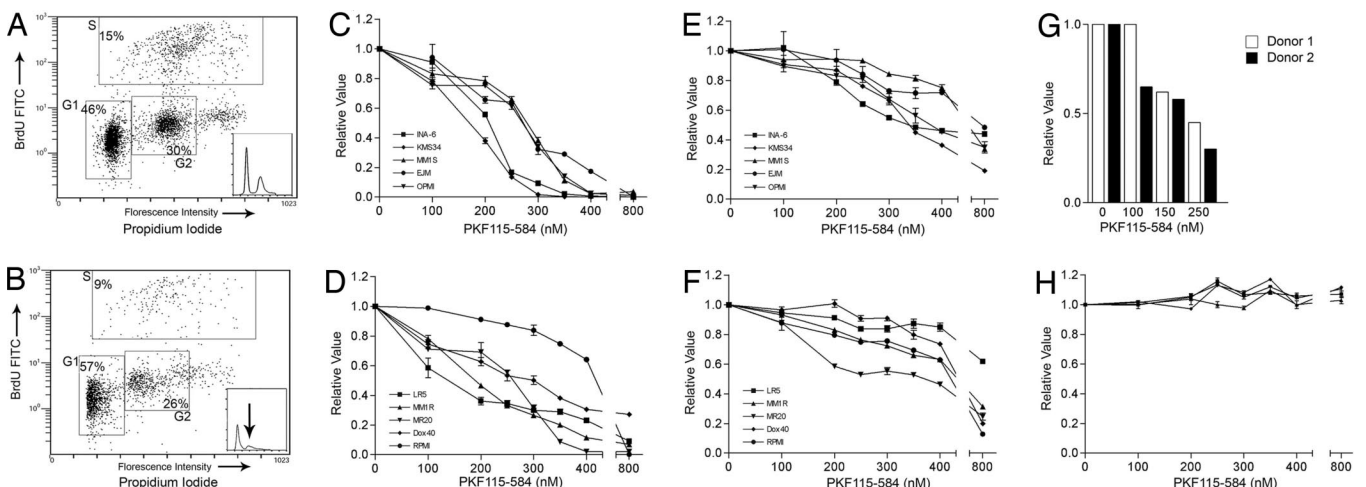 A
BrdU FITC
10³
10²
10¹
10⁰
S
15%
G1
46%
30%
G2
0
1023
Florescence Intensity
Propidium Iodide
B
BrdU FITC
10³
10²
10¹
10⁰
S
9%
G1
57%
26%
G2
0
1023
Florescence Intensity
Propidium Iodide
C
Relative Value
1.2
1.0
0.8
0.6
0.4
0.2
0.0
INA-6
KMS34
MM1S
EJM
OPMI
0 100 200 300 400 800
PKF115-584 (nM)
D
Relative Value
1.2
1.0
0.8
0.6
0.4
0.2
0.0
LR5
MM1R
MR20
Dox40
RPMI
0 100 200 300 400 800
PKF115-584 (nM)
E
Relative Value
1.2
1.0
0.8
0.6
0.4
0.2
0.0
INA-6
KMS34
MM1S
EJM
OPMI
0 100 200 300 400 800
PKF115-584 (nM)
F
Relative Value
1.2
1.0
0.8
0.6
0.4
0.2
0.0
LR5
MM1R
MR20
Dox40
RPMI
0 100 200 300 400 800
PKF115-584 (nM)
G
Relative Value
1.0
0.5
0.0
Donor 1
Donor 2
0 100 150 250
PKF115-584 (nM)
H
Relative Value
1.2
1.0
0.8
0.6
0.4
0.2
0.0
0 100 200 300 400 800
PKF115-584 (nM)